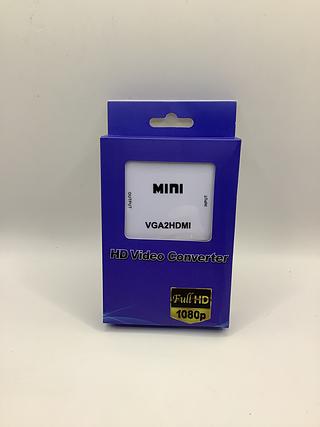 MINI
OUTPUT
INPUT
VGA2HDMI
HD Video Converter
Full HD
1080p